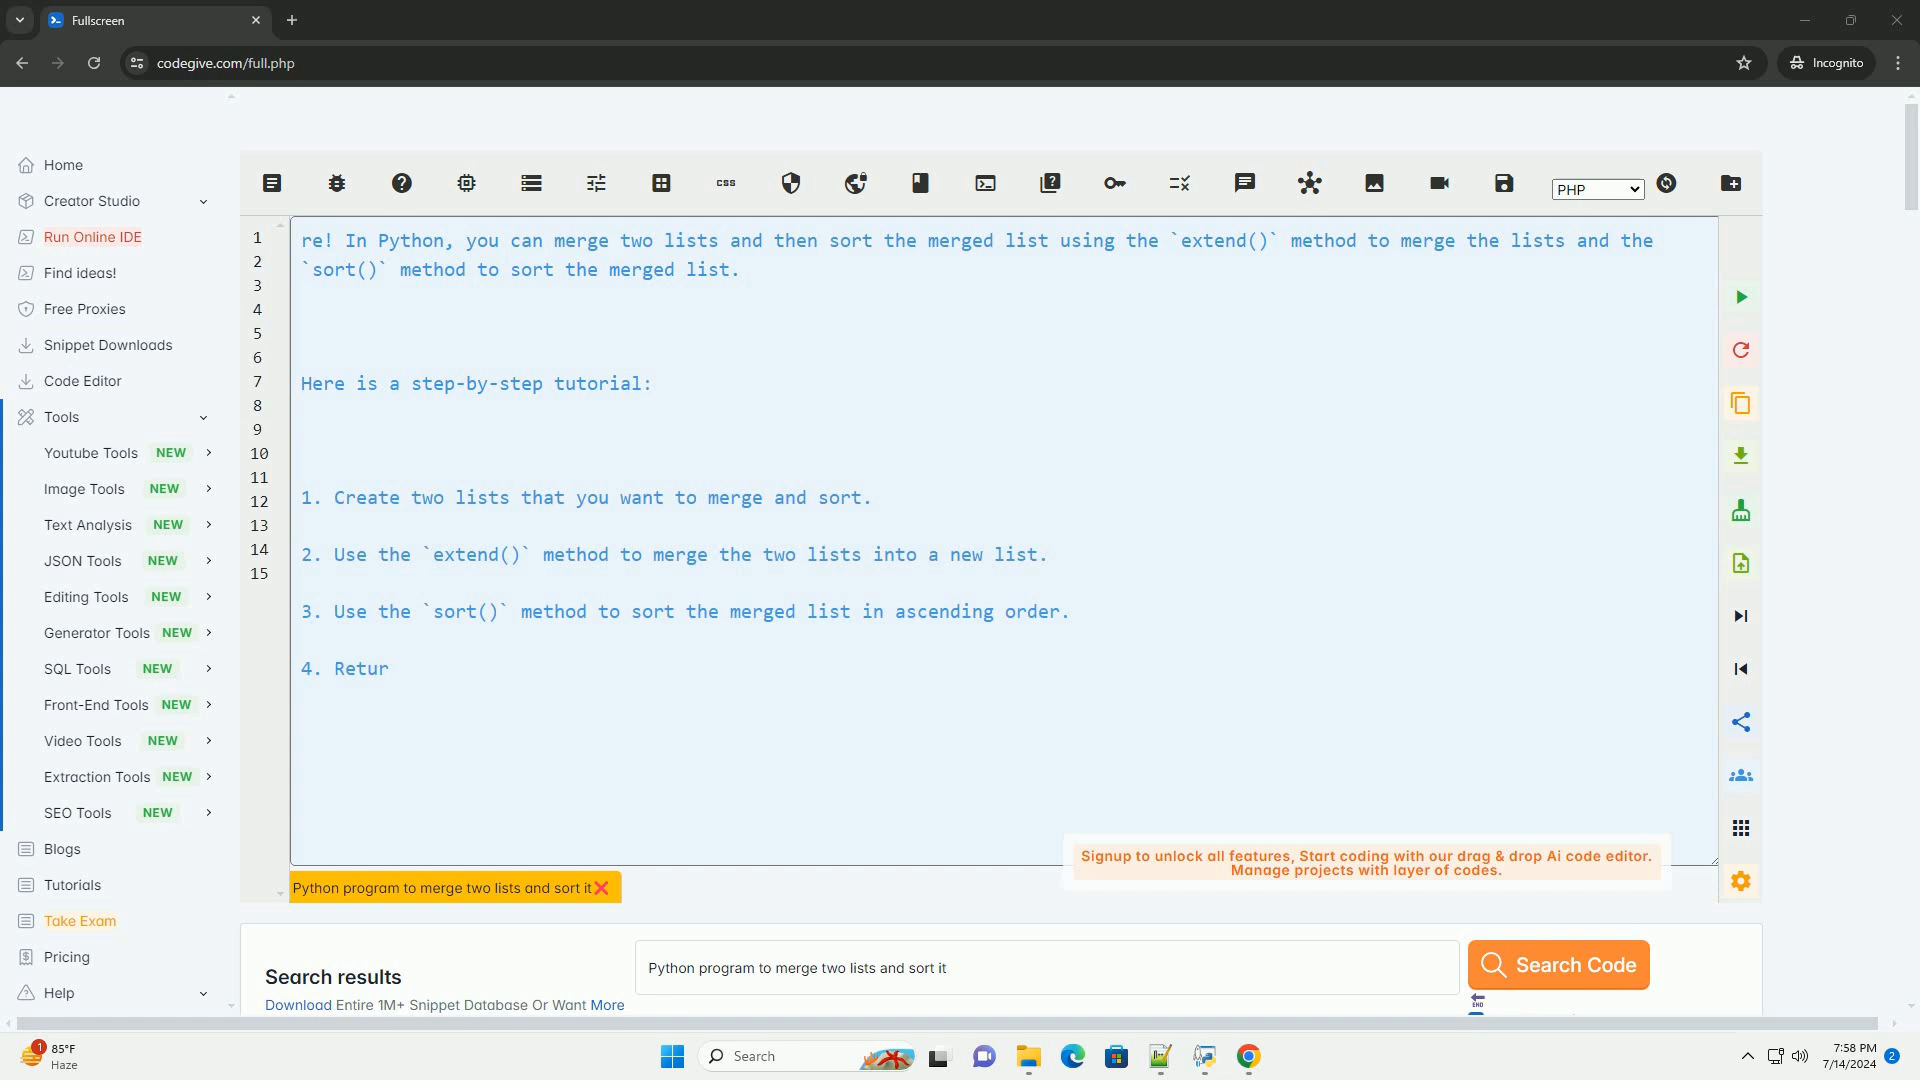 Fullscreen
codegive.com/full.php
Incognito
Home
Creator Studio
Run Online IDE
Find ideas!
Free Proxies
Snippet Downloads
Code Editor
Tools
Youtube Tools NEW
Image Tools NEW
Text Analysis NEW
JSON Tools NEW
Editing Tools NEW
Generator Tools NEW
SQL Tools NEW
Front-End Tools NEW
Video Tools NEW
Extraction Tools NEW
SEO Tools NEW
Blogs
Tutorials
Take Exam
Pricing
Help
css
PHP
1
2
3
4
5
6
7
8
9
10
11
12
13
14
15
re! In Python, you can merge two lists and then sort the merged list using the `extend()` method to merge the lists and the
`sort()` method to sort the merged list.
Here is a step-by-step tutorial:
1. Create two lists that you want to merge and sort.
2. Use the `extend()` method to merge the two lists into a new list.
3. Use the `sort()` method to sort the merged list in ascending order.
4. Retur
Signup to unlock all features, Start coding with our drag & drop Ai code editor.
Manage projects with layer of codes.
Python program to merge two lists and sort it
Search results
Download Entire 1M+ Snippet Database Or Want More
Python program to merge two lists and sort it
Search Code
END
1
85°F
Haze
Search
7:58 PM
7/14/2024
2